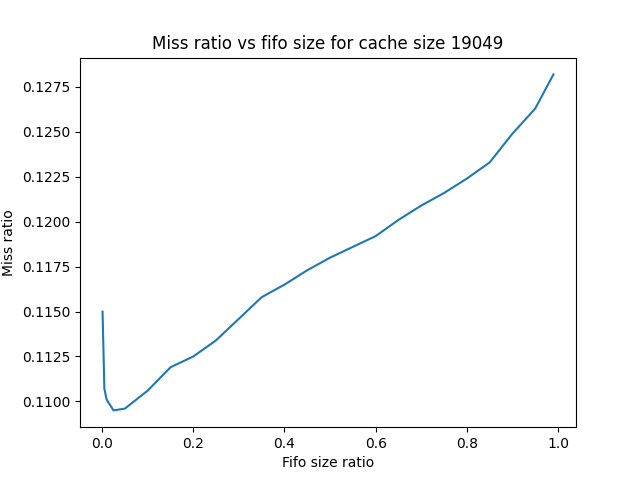 Miss ratio vs fifo size for cache size 19049
Miss ratio
0.1275
0.1250
0.1225
0.1200
0.1175
0.1150
0.1125
0.1100
0.0 0.2 0.4 0.6 0.8 1.0
Fifo size ratio